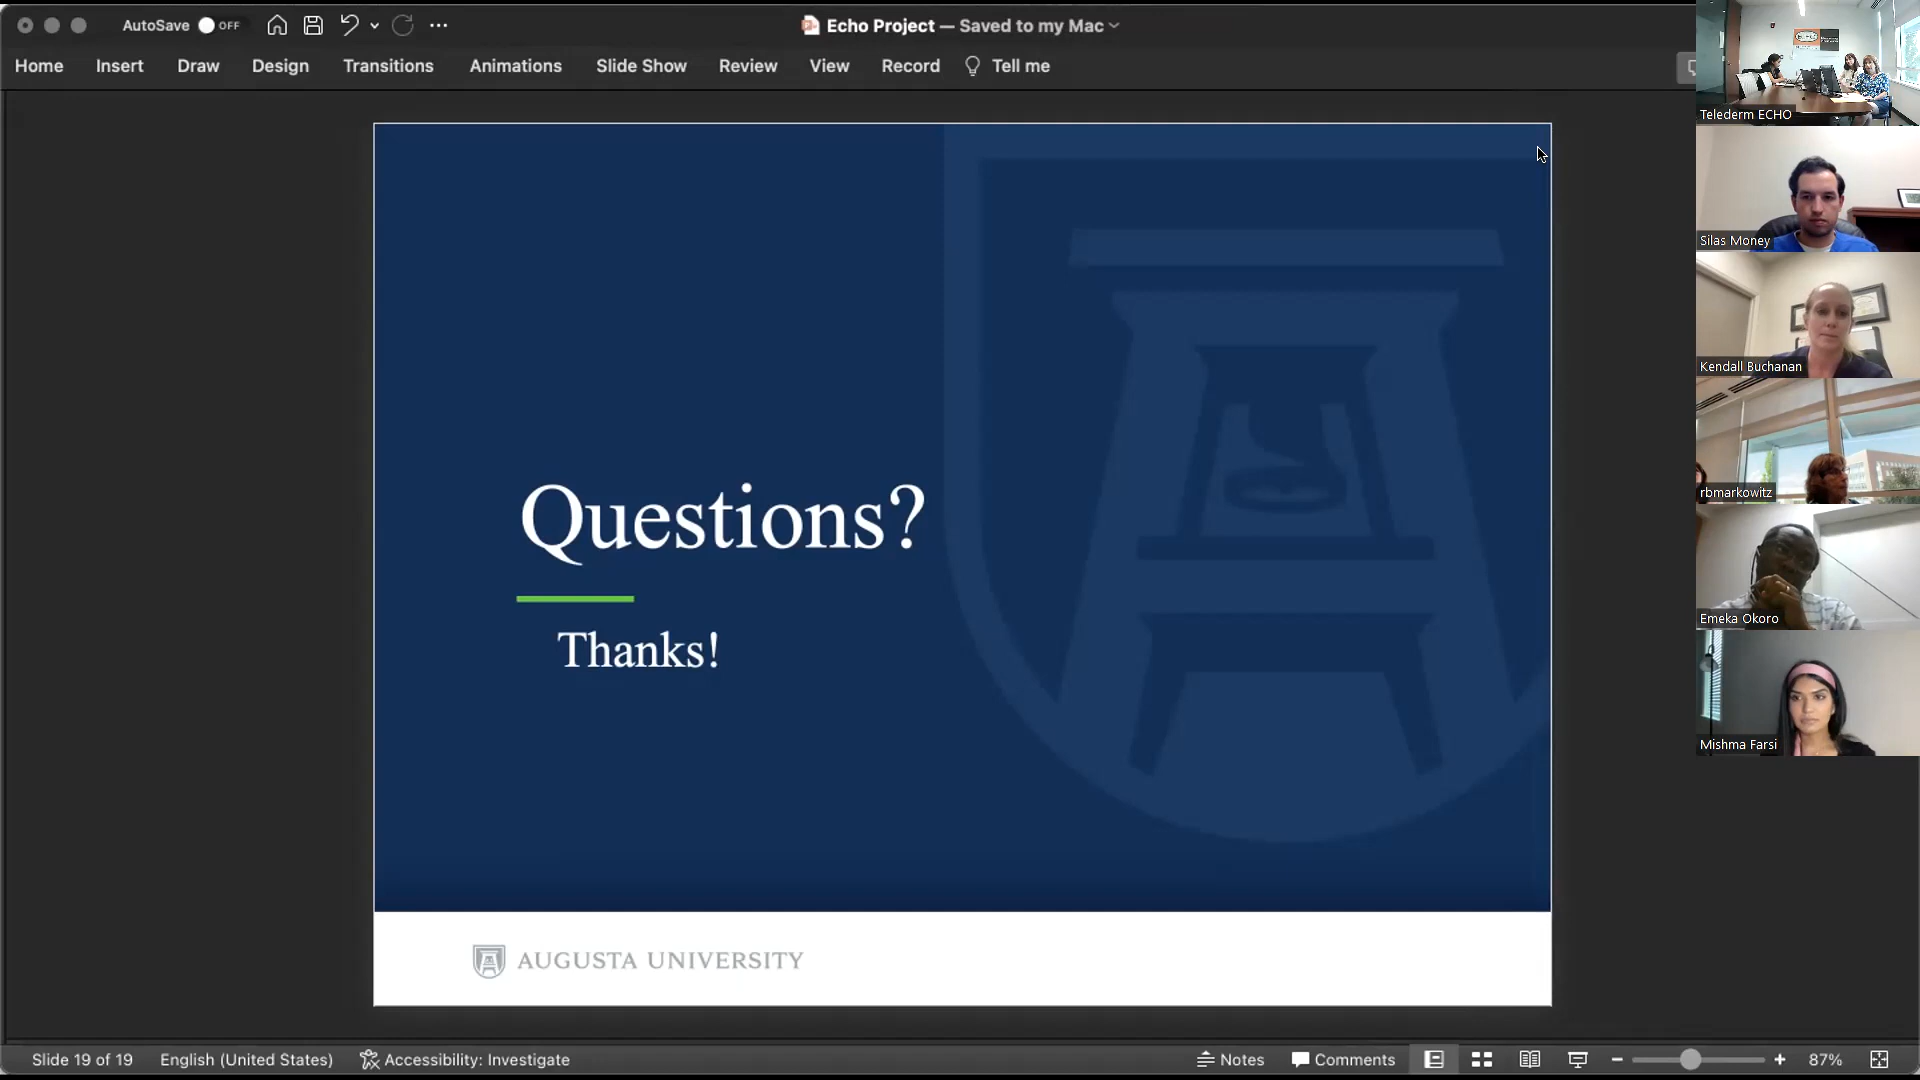 AutoSave OFF
Echo Project — Saved to my Mac
Home Insert Draw Design Transitions Animations Slide Show Review View Record Tell me
Telederm ECHO
Silas Money
Kendall Buchanan
rbmarkowitz
Emeka Okoro
Mishma Farsi
Questions?
Thanks!
AUGUSTA UNIVERSITY
Slide 19 of 19 English (United States) Accessibility: Investigate Notes Comments 87%